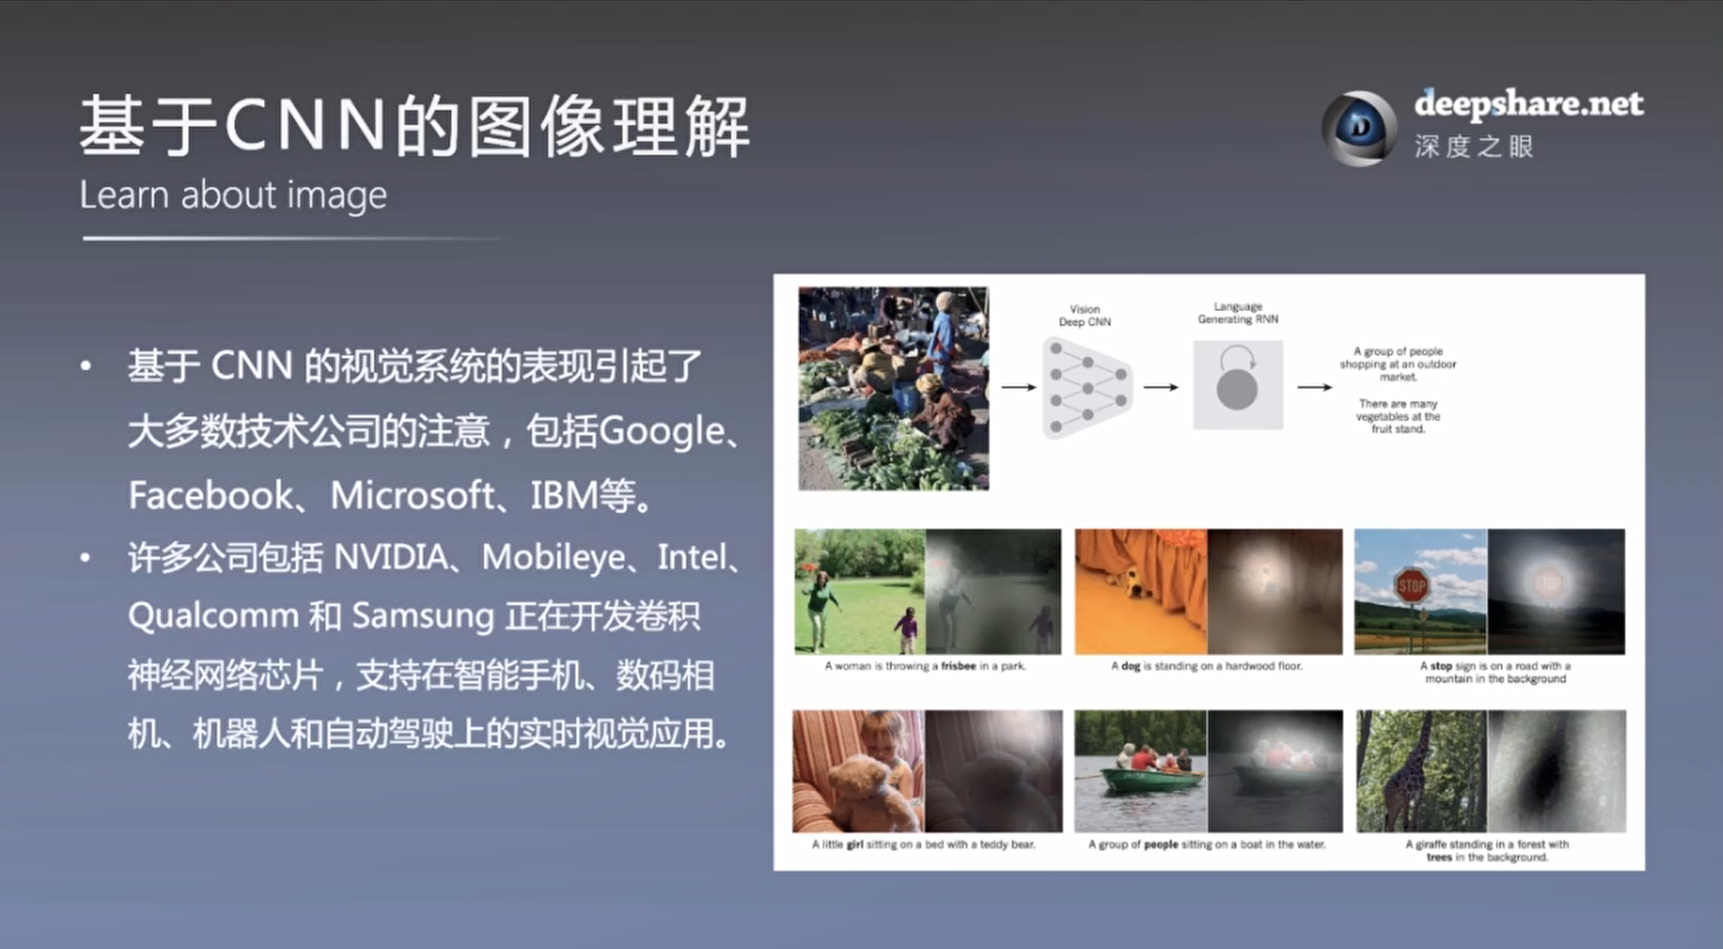 基于CNN的图像理解
Learn about image
deepshare.net
深度之眼
• 基于 CNN 的视觉系统的表现引起了
大多数技术公司的注意，包括Google、
Facebook、Microsoft、IBM等。
• 许多公司包括 NVIDIA、Mobileye、Intel、
Qualcomm 和 Samsung 正在开发卷积
神经网络芯片，支持在智能手机、数码相
机、机器人和自动驾驶上的实时视觉应用。
Vision
Deep CNN
Language
Generating RNN
A group of people
shopping at an outdoor
market.
There are many
vegetables at the
fruit stand.
STOP
STOP
A woman is throwing a frisbee in a park.
A dog is standing on a hardwood floor.
A stop sign is on a road with a
mountain in the background
A little girl sitting on a bed with a teddy bear.
A group of people sitting on a boat in the water.
A giraffe standing in a forest with
trees in the background.